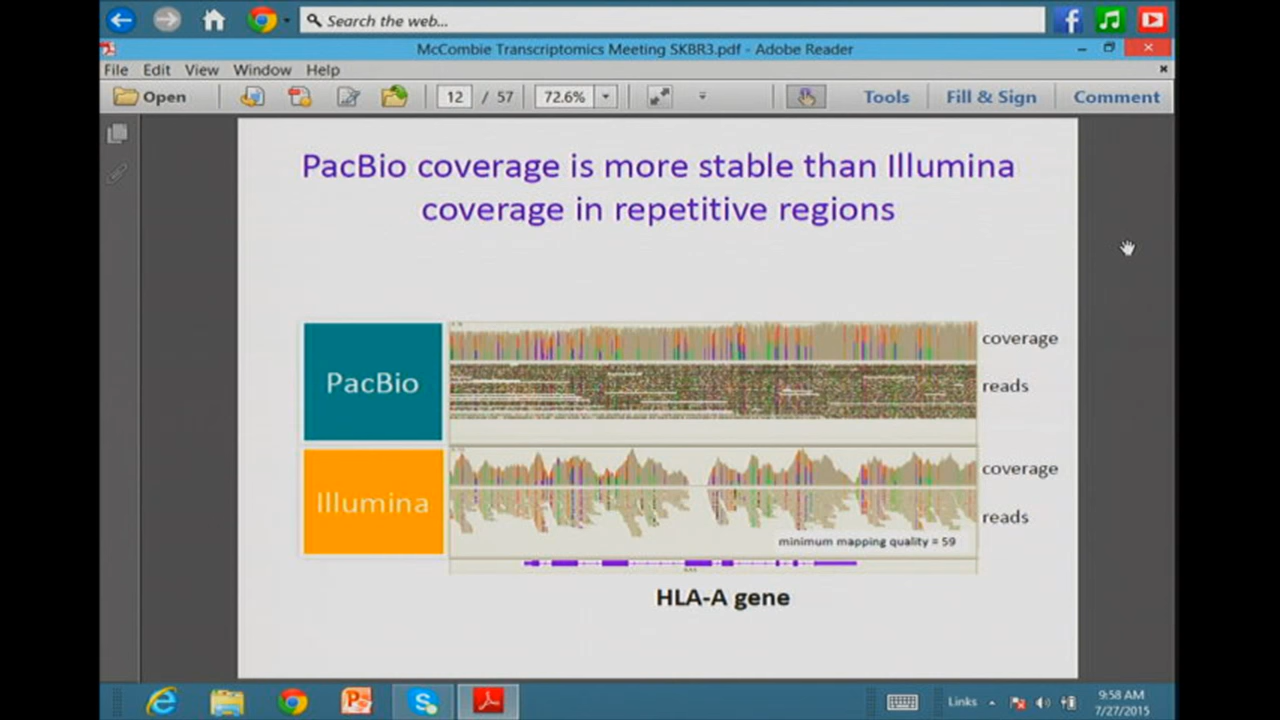 Search the web...
McCombie Transcriptomics Meeting SKBR3.pdf - Adobe Reader
File Edit View Window Help
Open 12 / 57 72.6% Tools Fill & Sign Comment
PacBio coverage is more stable than Illumina
coverage in repetitive regions
PacBio
coverage
reads
Illumina
coverage
reads
minimum mapping quality = 59
HLA-A gene
Links
9:58 AM
7/27/2015